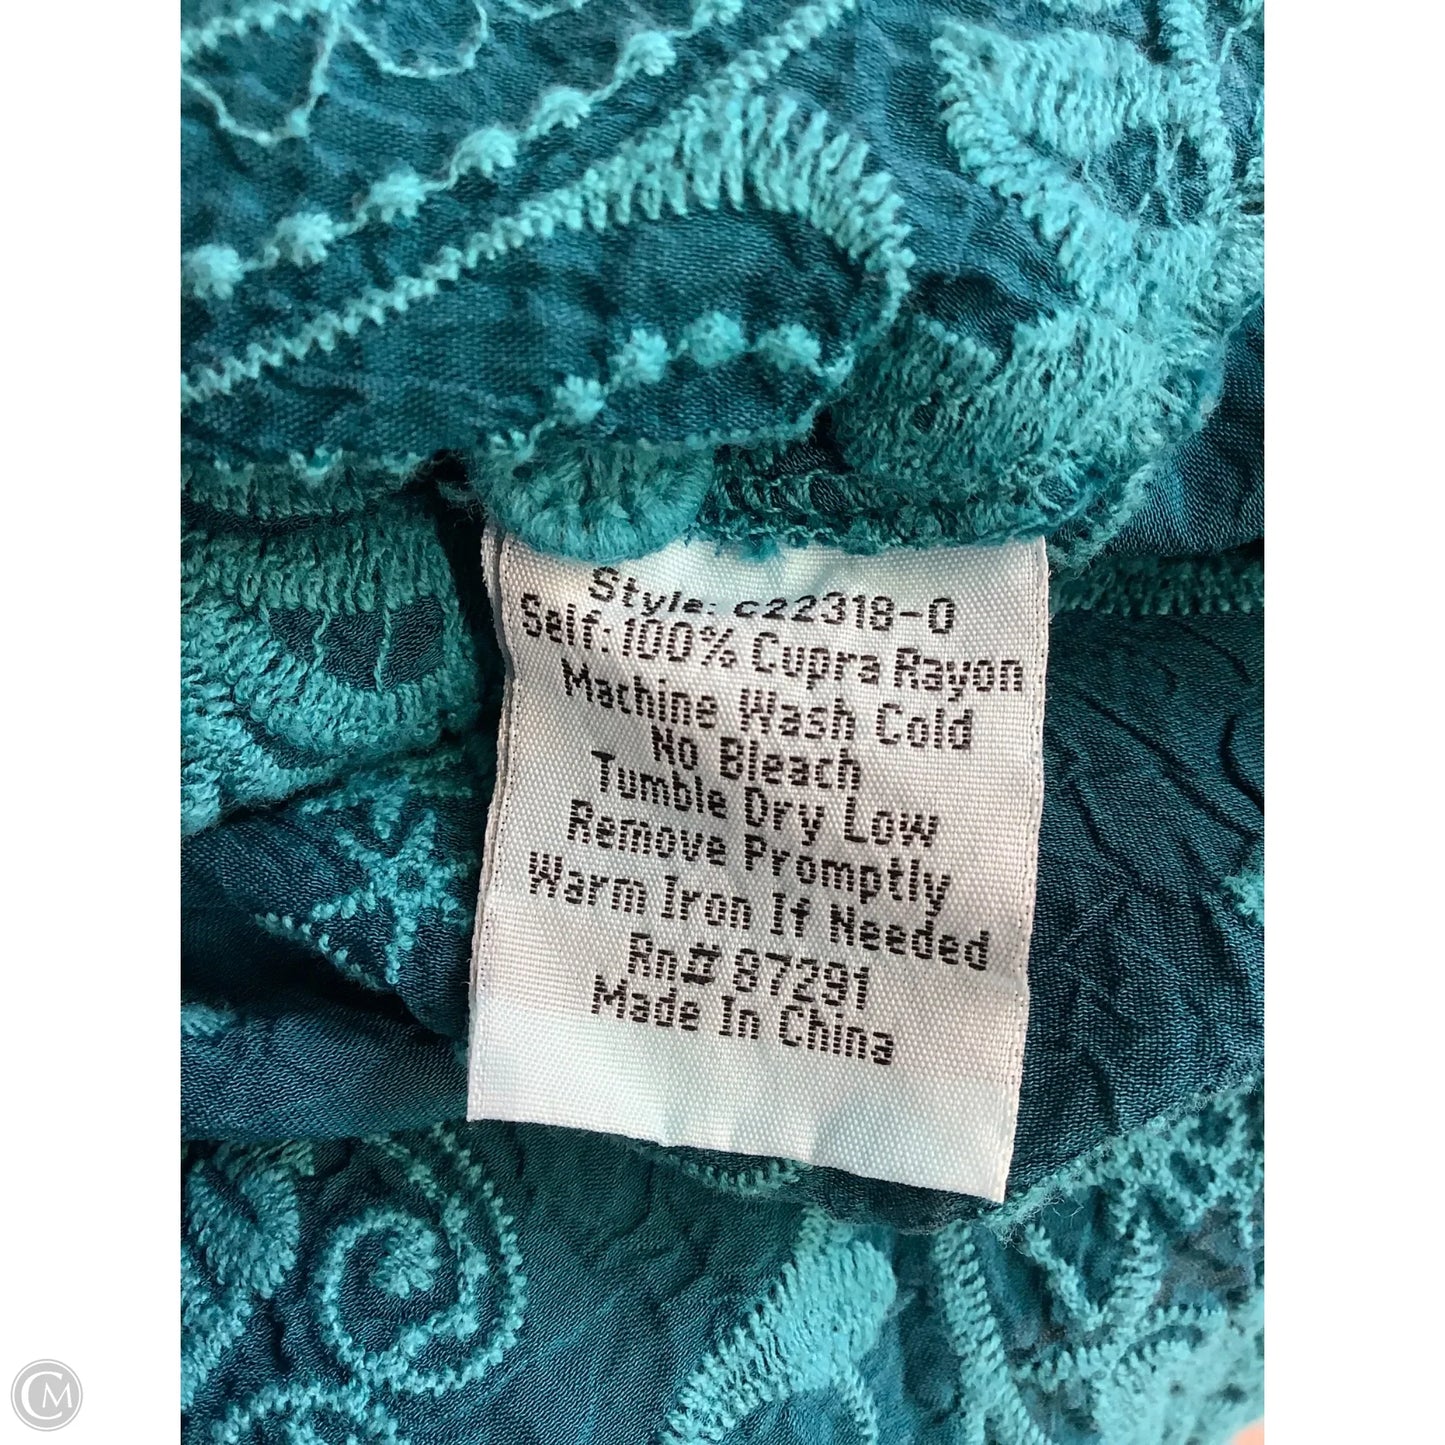 Style: c22318-0
Self: 100% Cupra Rayon
Machine Wash Cold
No Bleach
Tumble Dry Low
Remove Promptly
Warm Iron If Needed
Rn# 87291
Made In China
CM